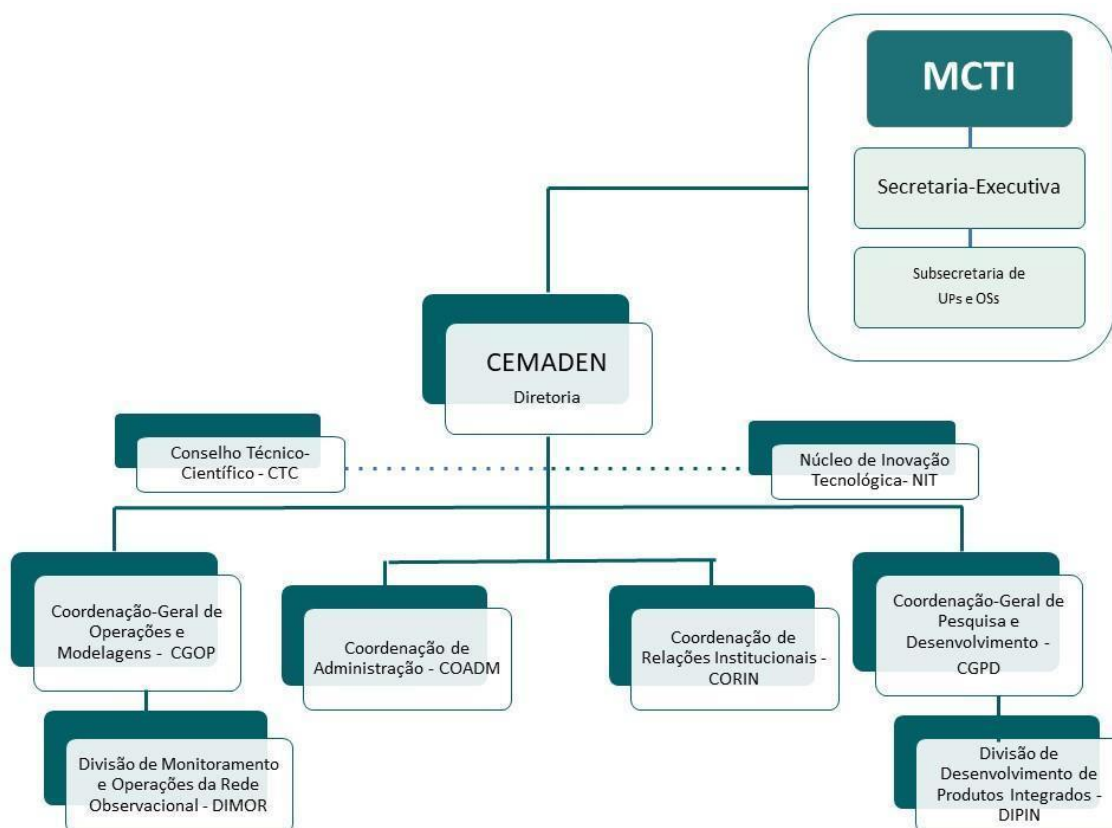 MCTI
Secretaria-Executiva
Subsecretaria de
UPs e OSs
CEMADEN
Diretoria
Conselho Técnico-
Científico - CTC
Núcleo de Inovação
Tecnológica- NIT
Coordenação-Geral de
Operações e
Modelagens - CGOP
Coordenação de
Administração - COADM
Coordenação de
Relações Institucionais -
CORIN
Coordenação-Geral de
Pesquisa e
Desenvolvimento -
CGPD
Divisão de Monitoramento
e Operações da Rede
Observacional - DIMOR
Divisão de
Desenvolvimento de
Produtos Integrados -
DIPIN